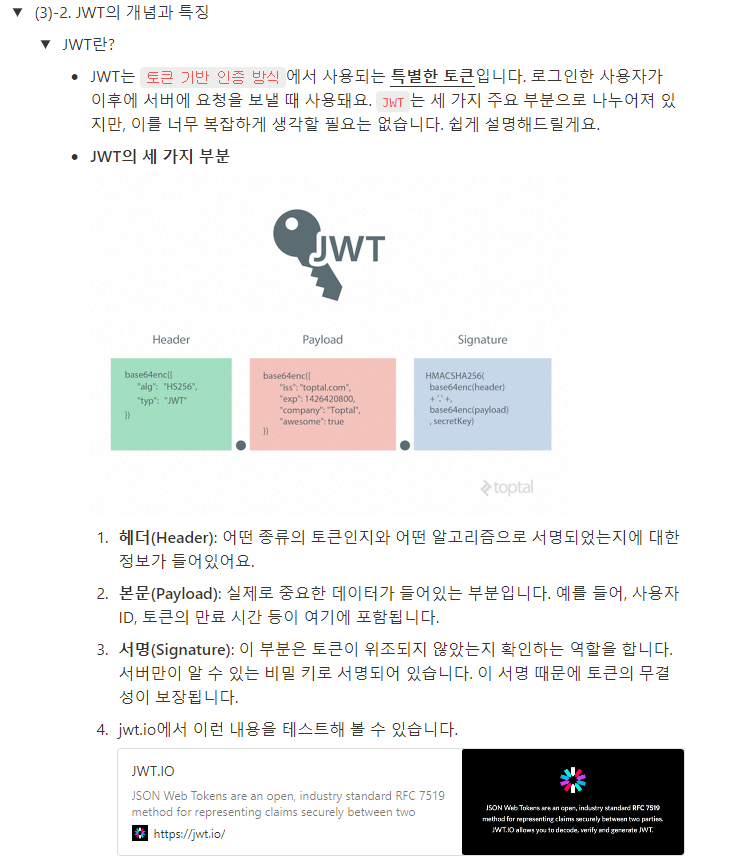 ▼ (3)-2. JWT의 개념과 특징
▼ JWT란?
• JWT는 토큰 기반 인증 방식에서 사용되는 특별한 토큰입니다. 로그인한 사용자가
이후에 서버에 요청을 보낼 때 사용돼요. JWT는 세 가지 주요 부분으로 나누어져 있
지만, 이를 너무 복잡하게 생각할 필요는 없습니다. 쉽게 설명해드릴게요.
• JWT의 세 가지 부분
JWT
Header
base64enc({
"alg": "HS256",
"typ": "JWT"
})
Payload
base64enc({
"iss": "toptal.com",
"exp": 1426420800,
"company": "Toptal",
"awesome": true
})
Signature
HMACSHA256(
base64enc(header)
+ '.' +,
base64enc(payload)
, secretKey)
toptal
1. 헤더(Header): 어떤 종류의 토큰인지와 어떤 알고리즘으로 서명되었는지에 대한
정보가 들어있어요.
2. 본문(Payload): 실제로 중요한 데이터가 들어있는 부분입니다. 예를 들어, 사용자
ID, 토큰의 만료 시간 등이 여기에 포함됩니다.
3. 서명(Signature): 이 부분은 토큰이 위조되지 않았는지 확인하는 역할을 합니다.
서버만이 알 수 있는 비밀 키로 서명되어 있습니다. 이 서명 때문에 토큰의 무결
성이 보장됩니다.
4. jwt.io에서 이런 내용을 테스트해 볼 수 있습니다.
JWT.IO
JSON Web Tokens are an open, industry standard RFC 7519
method for representing claims securely between two
https://jwt.io/
JSON Web Tokens are an open, industry standard RFC 7519
method for representing claims securely between two parties.
JWT.IO allows you to decode, verify and generate JWT.